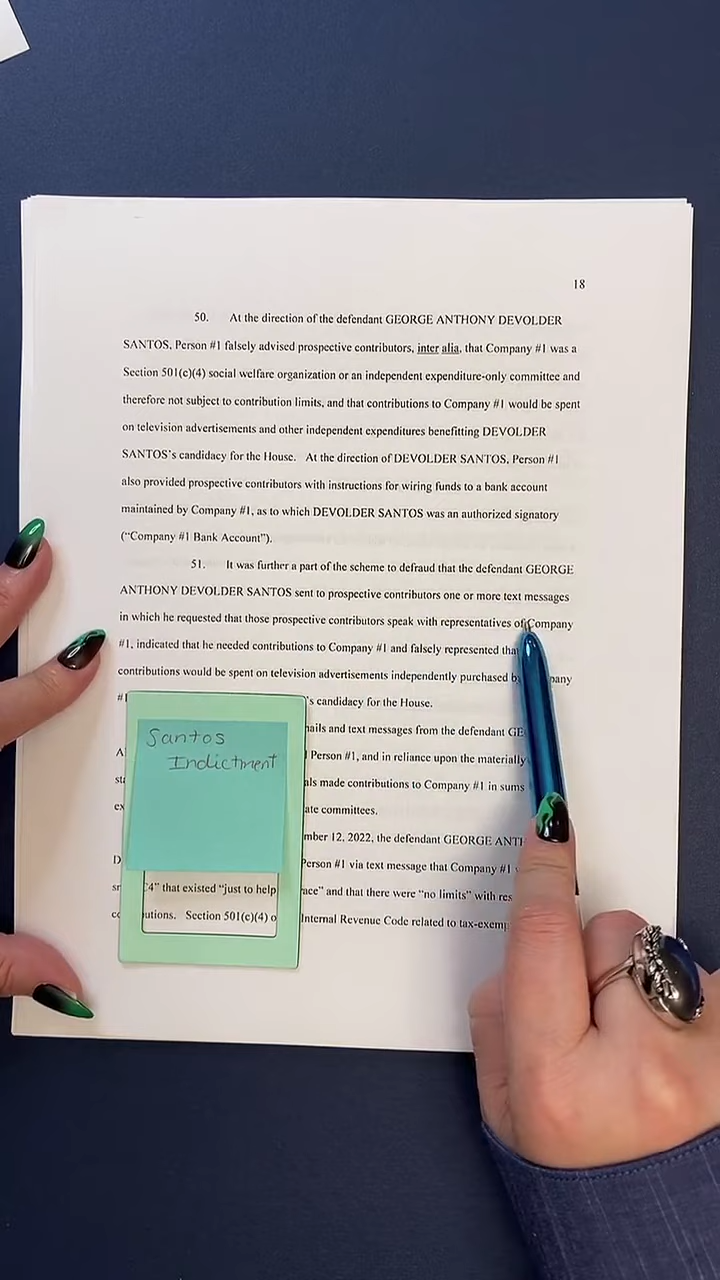 18
50. At the direction of the defendant GEORGE ANTHONY DEVOLDER
SANTOS, Person #1 falsely advised prospective contributors, inter alia, that Company #1 was a
Section 501(c)(4) social welfare organization or an independent expenditure-only committee and
therefore not subject to contribution limits, and that contributions to Company #1 would be spent
on television advertisements and other independent expenditures benefitting DEVOLDER
SANTOS's candidacy for the House. At the direction of DEVOLDER SANTOS, Person #1
also provided prospective contributors with instructions for wiring funds to a bank account
maintained by Company #1, as to which DEVOLDER SANTOS was an authorized signatory
("Company #1 Bank Account").
51. It was further a part of the scheme to defraud that the defendant GEORGE
ANTHONY DEVOLDER SANTOS sent to prospective contributors one or more text messages
in which he requested that those prospective contributors speak with representatives of Company
#1, indicated that he needed contributions to Company #1 and falsely represented
contributions would be spent on television advertisements independently purchased
's candidacy for the House.
and text messages from the defendant
Person #1, and in reliance upon the materially
made contributions to Company #1 in sums
committees.
12, 2022, the defendant GEORGE
Person #1 via text message that Company #1
4" that existed "just to help
and that there were "no limits" with
Section 501(c)(4)
Internal Revenue Code related to
Santos
Indictment